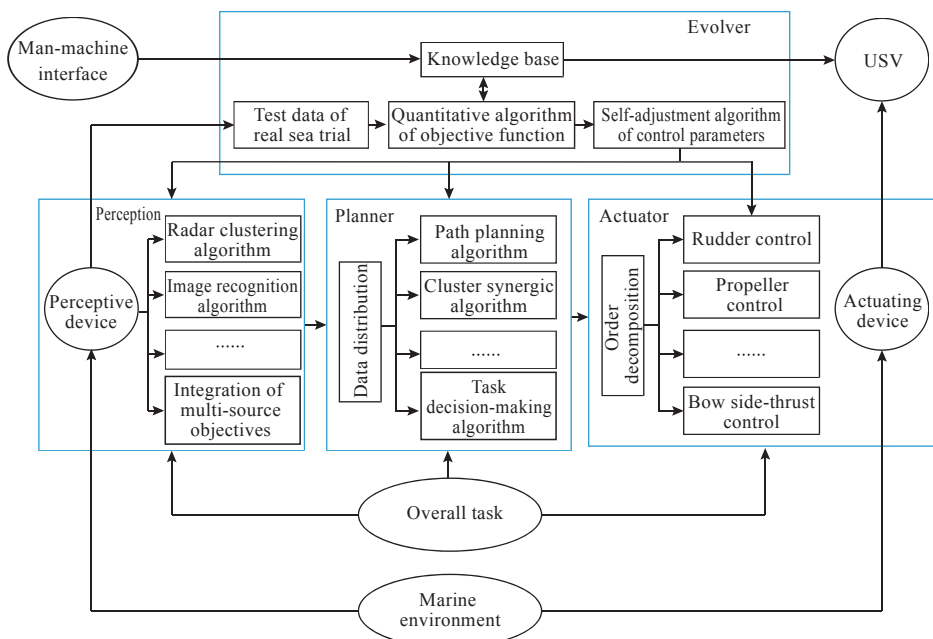 Evolver
Man-machine
interface
Knowledge base
USV
Test data of
real sea trial
Quantitative algorithm
of objective function
Self-adjustment algorithm
of control parameters
Perception
Radar clustering
algorithm
Image recognition
algorithm
......
Integration of
multi-source
objectives
Perceptive
device
Planner
Data distribution
Path planning
algorithm
Cluster synergic
algorithm
......
Task
decision-making
algorithm
Actuator
Order
decomposition
Rudder control
Propeller
control
......
Bow side-thrust
control
Actuating
device
Overall task
Marine
environment